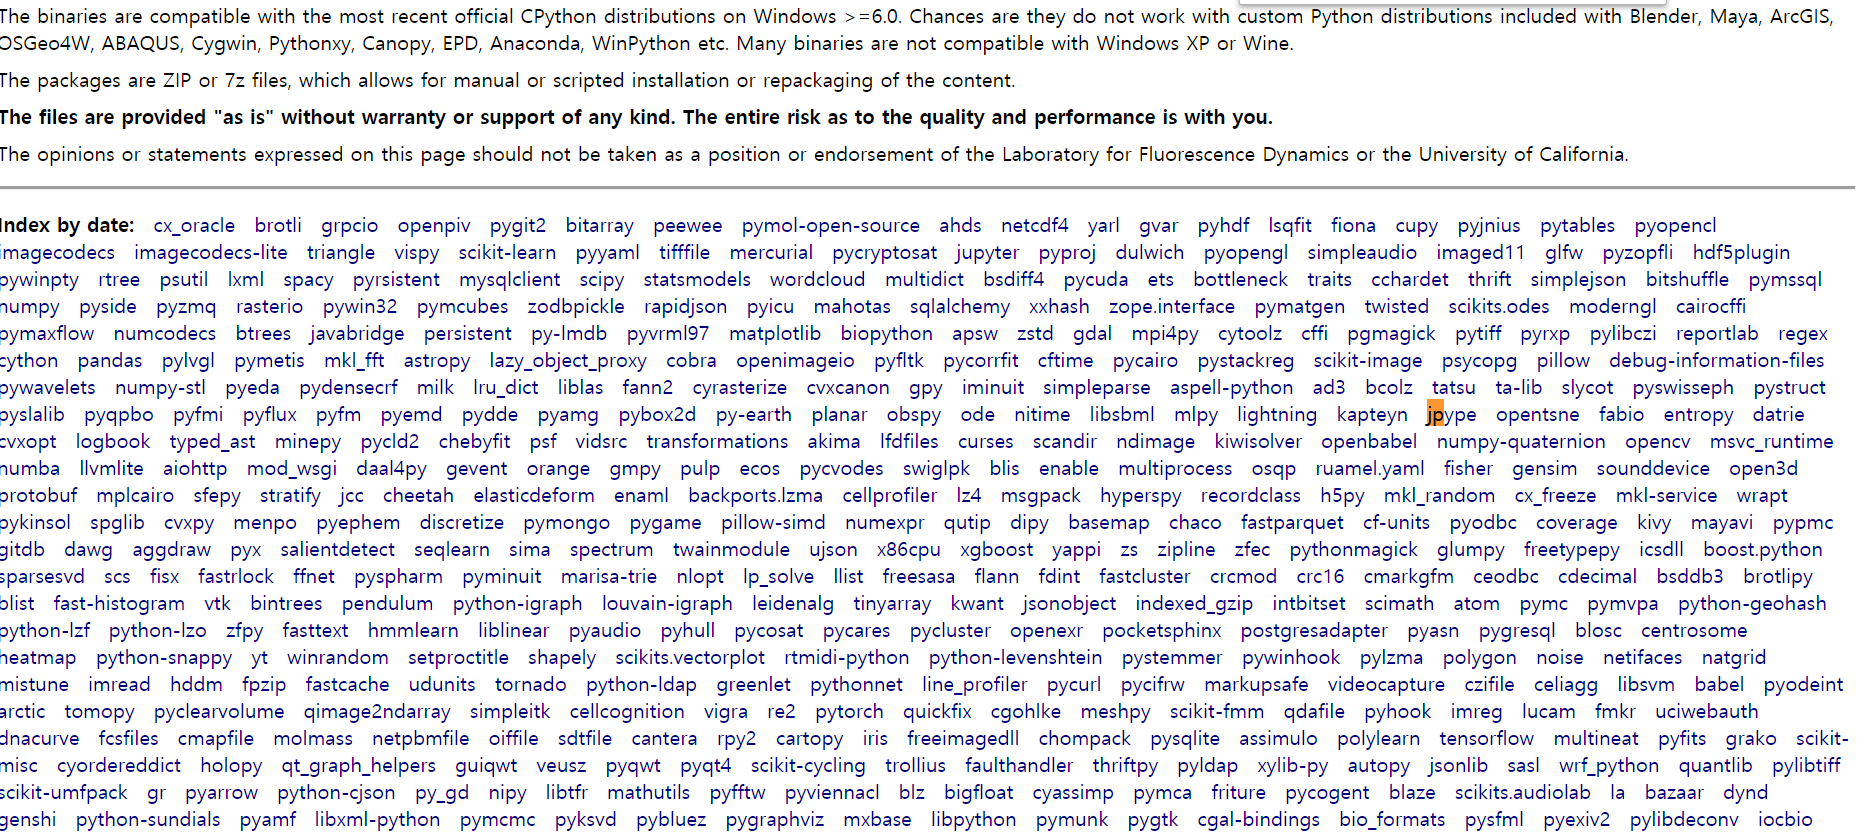 The binaries are compatible with the most recent official CPython distributions on Windows >=6.0. Chances are they do not work with custom Python distributions included with Blender, Maya, ArcGIS,
OSGeo4W, ABAQUS, Cygwin, Pythonxy, Canopy, EPD, Anaconda, WinPython etc. Many binaries are not compatible with Windows XP or Wine.
The packages are ZIP or 7z files, which allows for manual or scripted installation or repackaging of the content.
The files are provided "as is" without warranty or support of any kind. The entire risk as to the quality and performance is with you.
The opinions or statements expressed on this page should not be taken as a position or endorsement of the Laboratory for Fluorescence Dynamics or the University of California.
Index by date: cx_oracle brotli grpcio openpiv pygit2 bitarray peewee pymol-open-source ahds netcdf4 yarl gvar pyhdf lsqfit fiona cupy pyjnius pytables pyopencl
imagecodecs imagecodecs-lite triangle vispy scikit-learn pyyaml tifffile mercurial pycryptosat jupyter pyproj dulwich pyopengl simpleaudio imaged11 glfw pyzopfli hdf5plugin
pywinpty rtree psutil lxml spacy pyrsistent mysqlclient scipy statsmodels wordcloud multidict bsdiff4 pycuda ets bottleneck traits cchardet thrift simplejson bitshuffle pymssql
numpy pyside pyzmq rasterio pywin32 pymcubes zodbpickle rapidjson pyicu mahotas sqlalchemy xxhash zope.interface pymatgen twisted scikits.odes moderngl cairocffi
pymaxflow numcodecs btrees javabridge persistent py-lmdb pyvrml97 matplotlib biopython apsw zstd gdal mpi4py cytoolz cffi pgmagick pytiff pyrxp pylibczi reportlab regex
cython pandas pylvgl pymetis mkl_fft astropy lazy_object_proxy cobra openimageio pyfltk pycorrfit cftime pycairo pystackreg scikit-image psycopg pillow debug-information-files
pywavelets numpy-stl pyeda pydensecrf milk lru_dict liblas fann2 cyrasterize cvxcanon gpy iminuit simpleparse aspell-python ad3 bcolz tatsu ta-lib slycot pyswisseph pystruct
pyslalib pyqpbo pyfmi pyflux pyfm pyemd pydde pyamg pybox2d py-earth planar obspy ode nitime libsbml mlpy lightning kapteyn jpype opentsne fabio entropy datrie
cvxopt logbook typed_ast minepy pycld2 chebyfit psf vidsrc transformations akima lfdfiles curses scandir ndimage kiwisolver openbabel numpy-quaternion opencv msvc_runtime
numba llvmlite aiohttp mod_wsgi daal4py gevent orange gmpy pulp ecos pycvodes swiglpk blis enable multiprocess osqp ruamel.yaml fisher gensim sounddevice open3d
protobuf mplcairo sfepy stratify jcc cheetah elasticdeform enaml backports.lzma cellprofiler lz4 msgpack hyperspy recordclass h5py mkl_random cx_freeze mkl-service wrapt
pykinsol spglib cvxpy menpo pyephem discretize pymongo pygame pillow-simd numexpr qutip dipy basemap chaco fastparquet cf-units pyodbc coverage kivy mayavi pypmc
gitdb dawg aggdraw pyx salientdetect seqlearn sima spectrum twainmodule ujson x86cpu xgboost yappi zs zipline zfec pythonmagick glumpy freetypepy icsdll boost.python
sparsesvd scs fisx fastrlock ffnet pyspharm pyminuit marisa-trie nlopt lp_solve llist freesasa flann fdint fastcluster crcmod crc16 cmarkgfm ceodbc cdecimal bsddb3 brotlipy
blist fast-histogram vtk bintrees pendulum python-igraph louvain-igraph leidenalg tinyarray kwant jsonobject indexed_gzip intbitset scimath atom pymc pymvpa python-geohash
python-lzf python-lzo zfpy fasttext hmmlearn liblinear pyaudio pyhull pycosat pycares pycluster openexr pocketsphinx postgresadapter pyasn pygresql blosc centrosome
heatmap python-snappy yt winrandom setproctitle shapely scikits.vectorplot rtmidi-python python-levenshtein pystemmer pywinhook pylzma polygon noise netifaces natgrid
mistune imread hddm fpzip fastcache udunits tornado python-ldap greenlet pythonnet line_profiler pycurl pycifrw markupsafe videocapture czifile celiagg libsvm babel pyodeint
arctic tomopy pyclearvolume qimage2ndarray simpleitk cellcognition vigra re2 pytorch quickfix cgohlke meshpy scikit-fmm qdafile pyhook imreg lucam fmkr uciwebauth
dnacurve fcsfiles cmapfile molmass netpbmfile oiffile sdtfile cantera rpy2 cartopy iris freeimagedll chompack pysqlite assimulo polylearn tensorflow multineat pyfits grako scikit-
misc cyordereddict holopy qt_graph_helpers guiqwt veusz pyqwt pyqt4 scikit-cycling trollius faulthandler thriftpy pyldap xylib-py autopy jsonlib sasl wrf_python quantlib pylibtiff
scikit-umfpack gr pyarrow python-cjson py_gd nipy libtfr mathutils pyfftw pyviennacl blz bigfloat cyassimp pymca friture pycogent blaze scikits.audiolab la bazaar dynd
genshi python-sundials pyamf libxml-python pymcmc pyksvd pybluez pygraphviz mxbase libpython pymunk pygtk cgal-bindings bio_formats pysfml pyexiv2 pylibdeconv iocbio